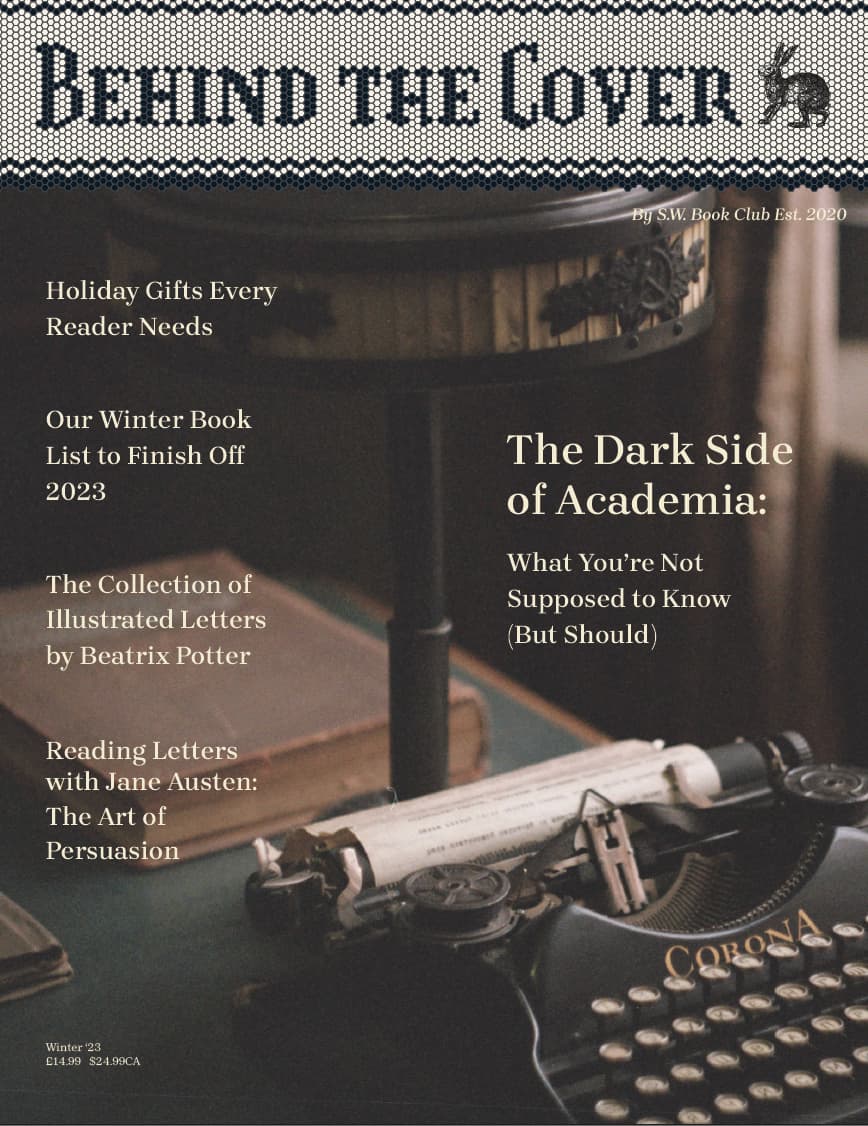 BEHIND THE COVER
By S.W. Book Club Est. 2020
Holiday Gifts Every
Reader Needs
Our Winter Book
List to Finish Off
2023
The Collection of
Illustrated Letters
by Beatrix Potter
Reading Letters
with Jane Austen:
The Art of
Persuasion
The Dark Side
of Academia:
What You’re Not
Supposed to Know
(But Should)
CORONA
Winter ‘23
£14.99 $24.99CA